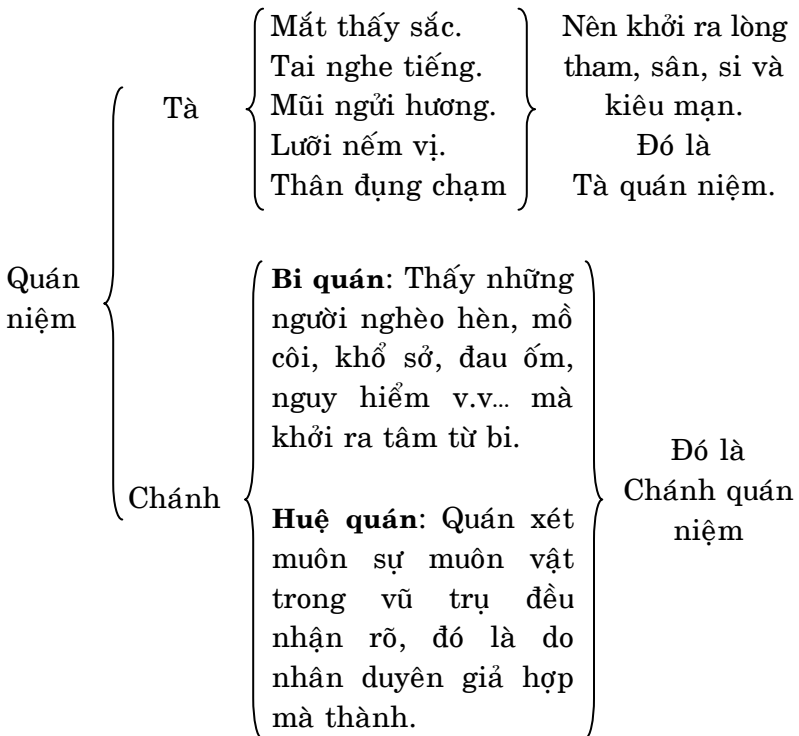 Quán
niệm
Tà
Mắt thấy sắc.
Tai nghe tiếng.
Mũi ngửi hương.
Lưỡi nếm vị.
Thân đụng chạm
Nên khởi ra lòng
tham, sân, si và
kiêu mạn.
Đó là
Tà quán niệm.
Chánh
Bi quán: Thấy những
người nghèo hèn, mồ
côi, khổ sở, đau ốm,
nguy hiểm v.v... mà
khởi ra tâm từ bi.
Huệ quán: Quán xét
muôn sự muôn vật
trong vũ trụ đều
nhận rõ, đó là do
nhân duyên giả hợp
mà thành.
Đó là
Chánh quán
niệm